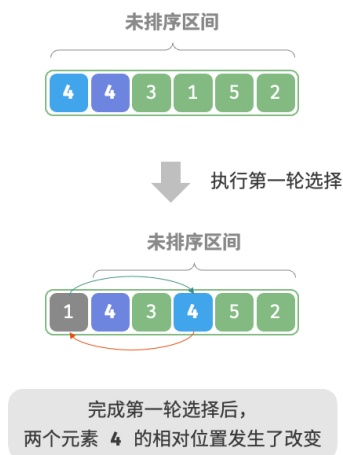 未排序区间
4 4 3 1 5 2
执行第一轮选择
未排序区间
1 4 3 4 5 2
完成第一轮选择后，
两个元素 4 的相对位置发生了改变